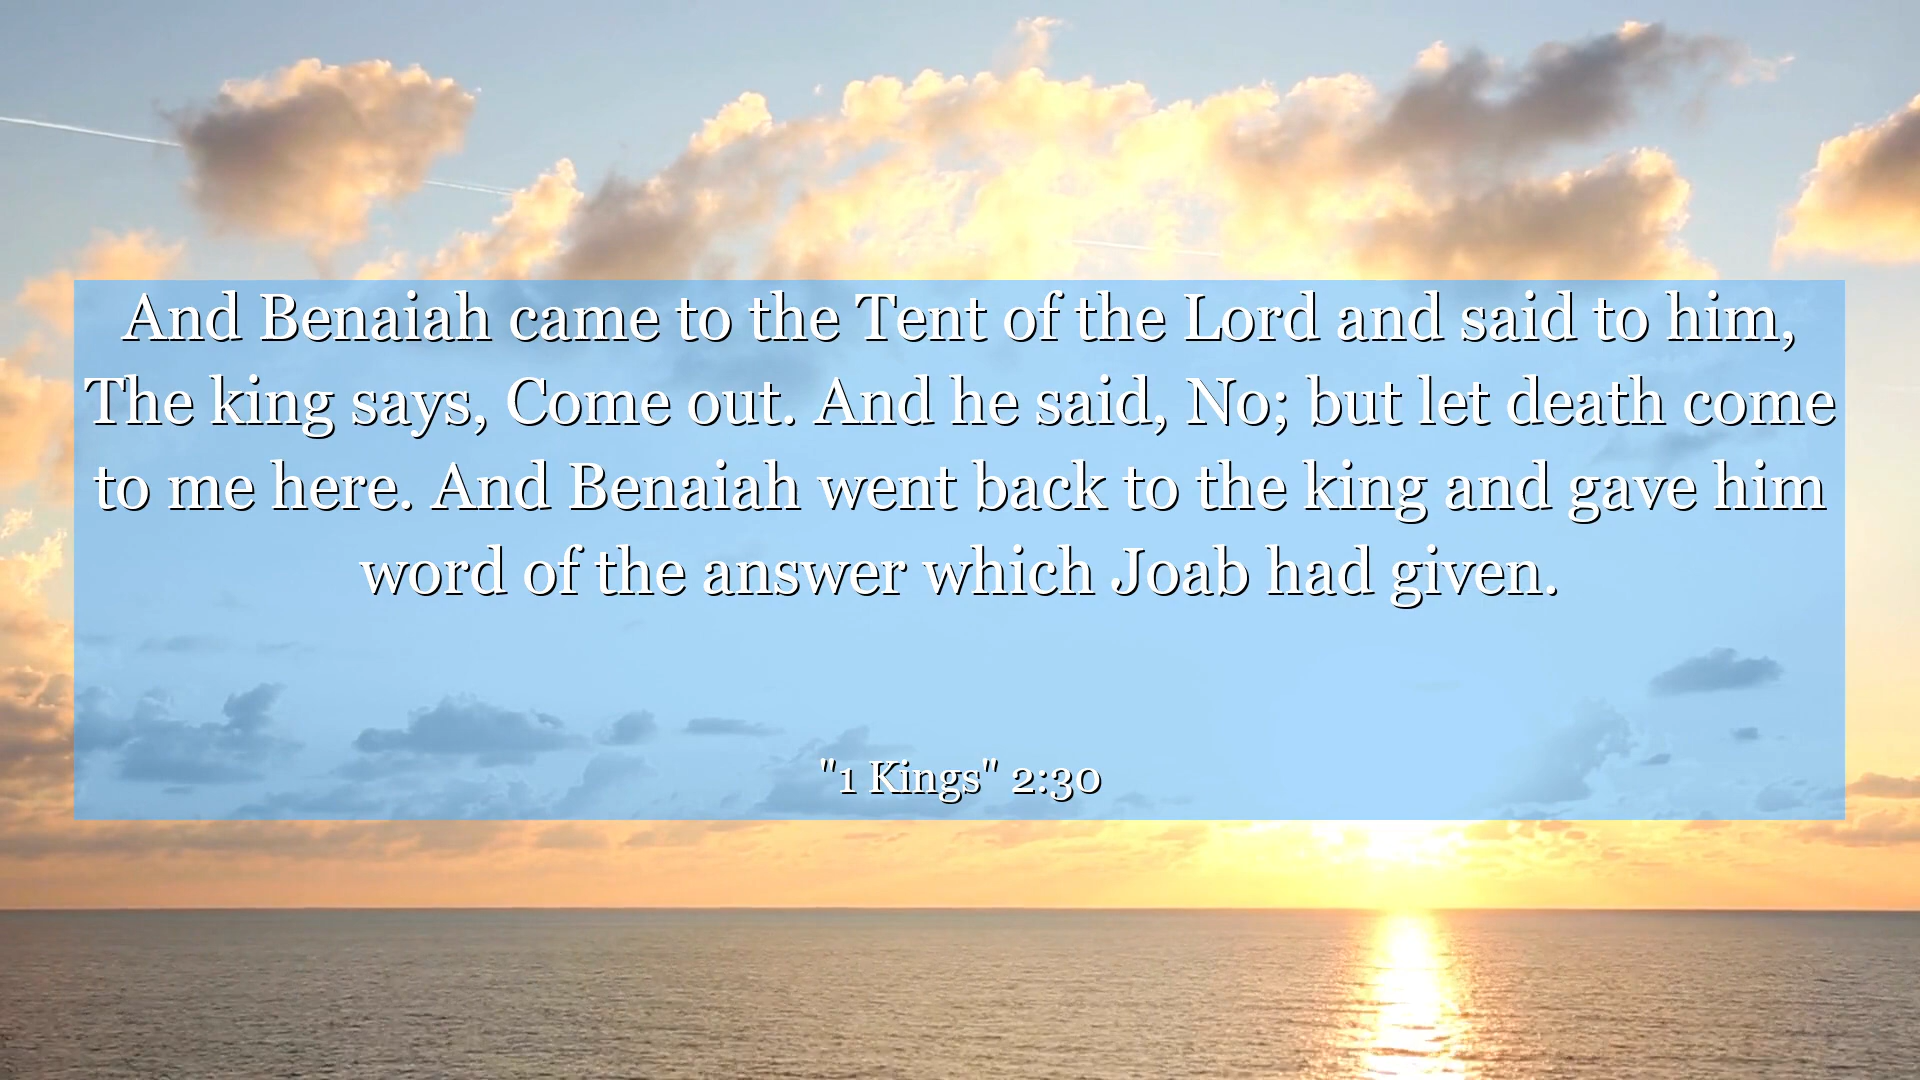 And Benaiah came to the Tent of the Lord and said to him,
The king says, Come out. And he said, No; but let death come
to me here. And Benaiah went back to the king and gave him
word of the answer which Joab had given.
"1 Kings" 2:30